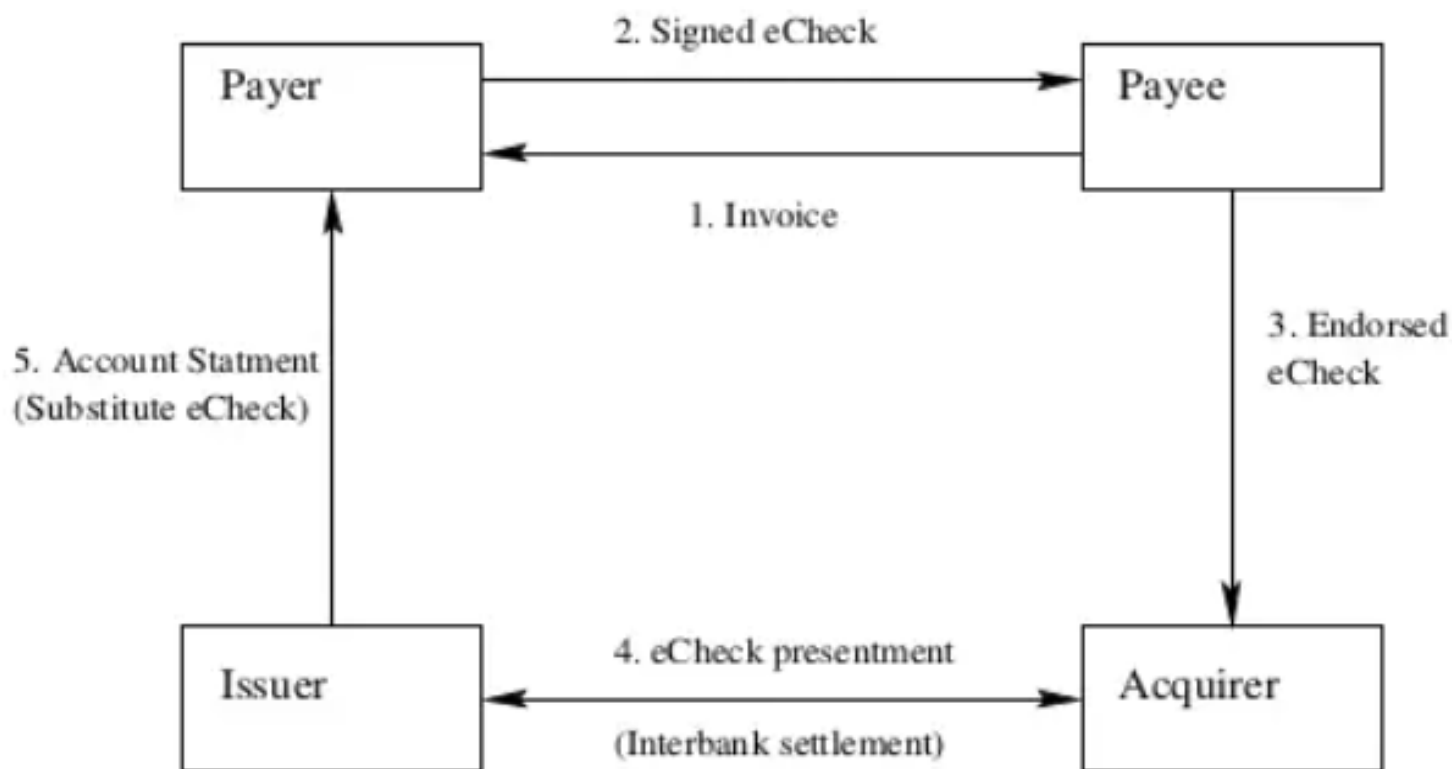 2. Signed eCheck
Payer
Payee
1. Invoice
3. Endorsed
eCheck
5. Account Statment
(Substitute eCheck)
4. eCheck presentment
Issuer
Acquirer
(Interbank settlement)